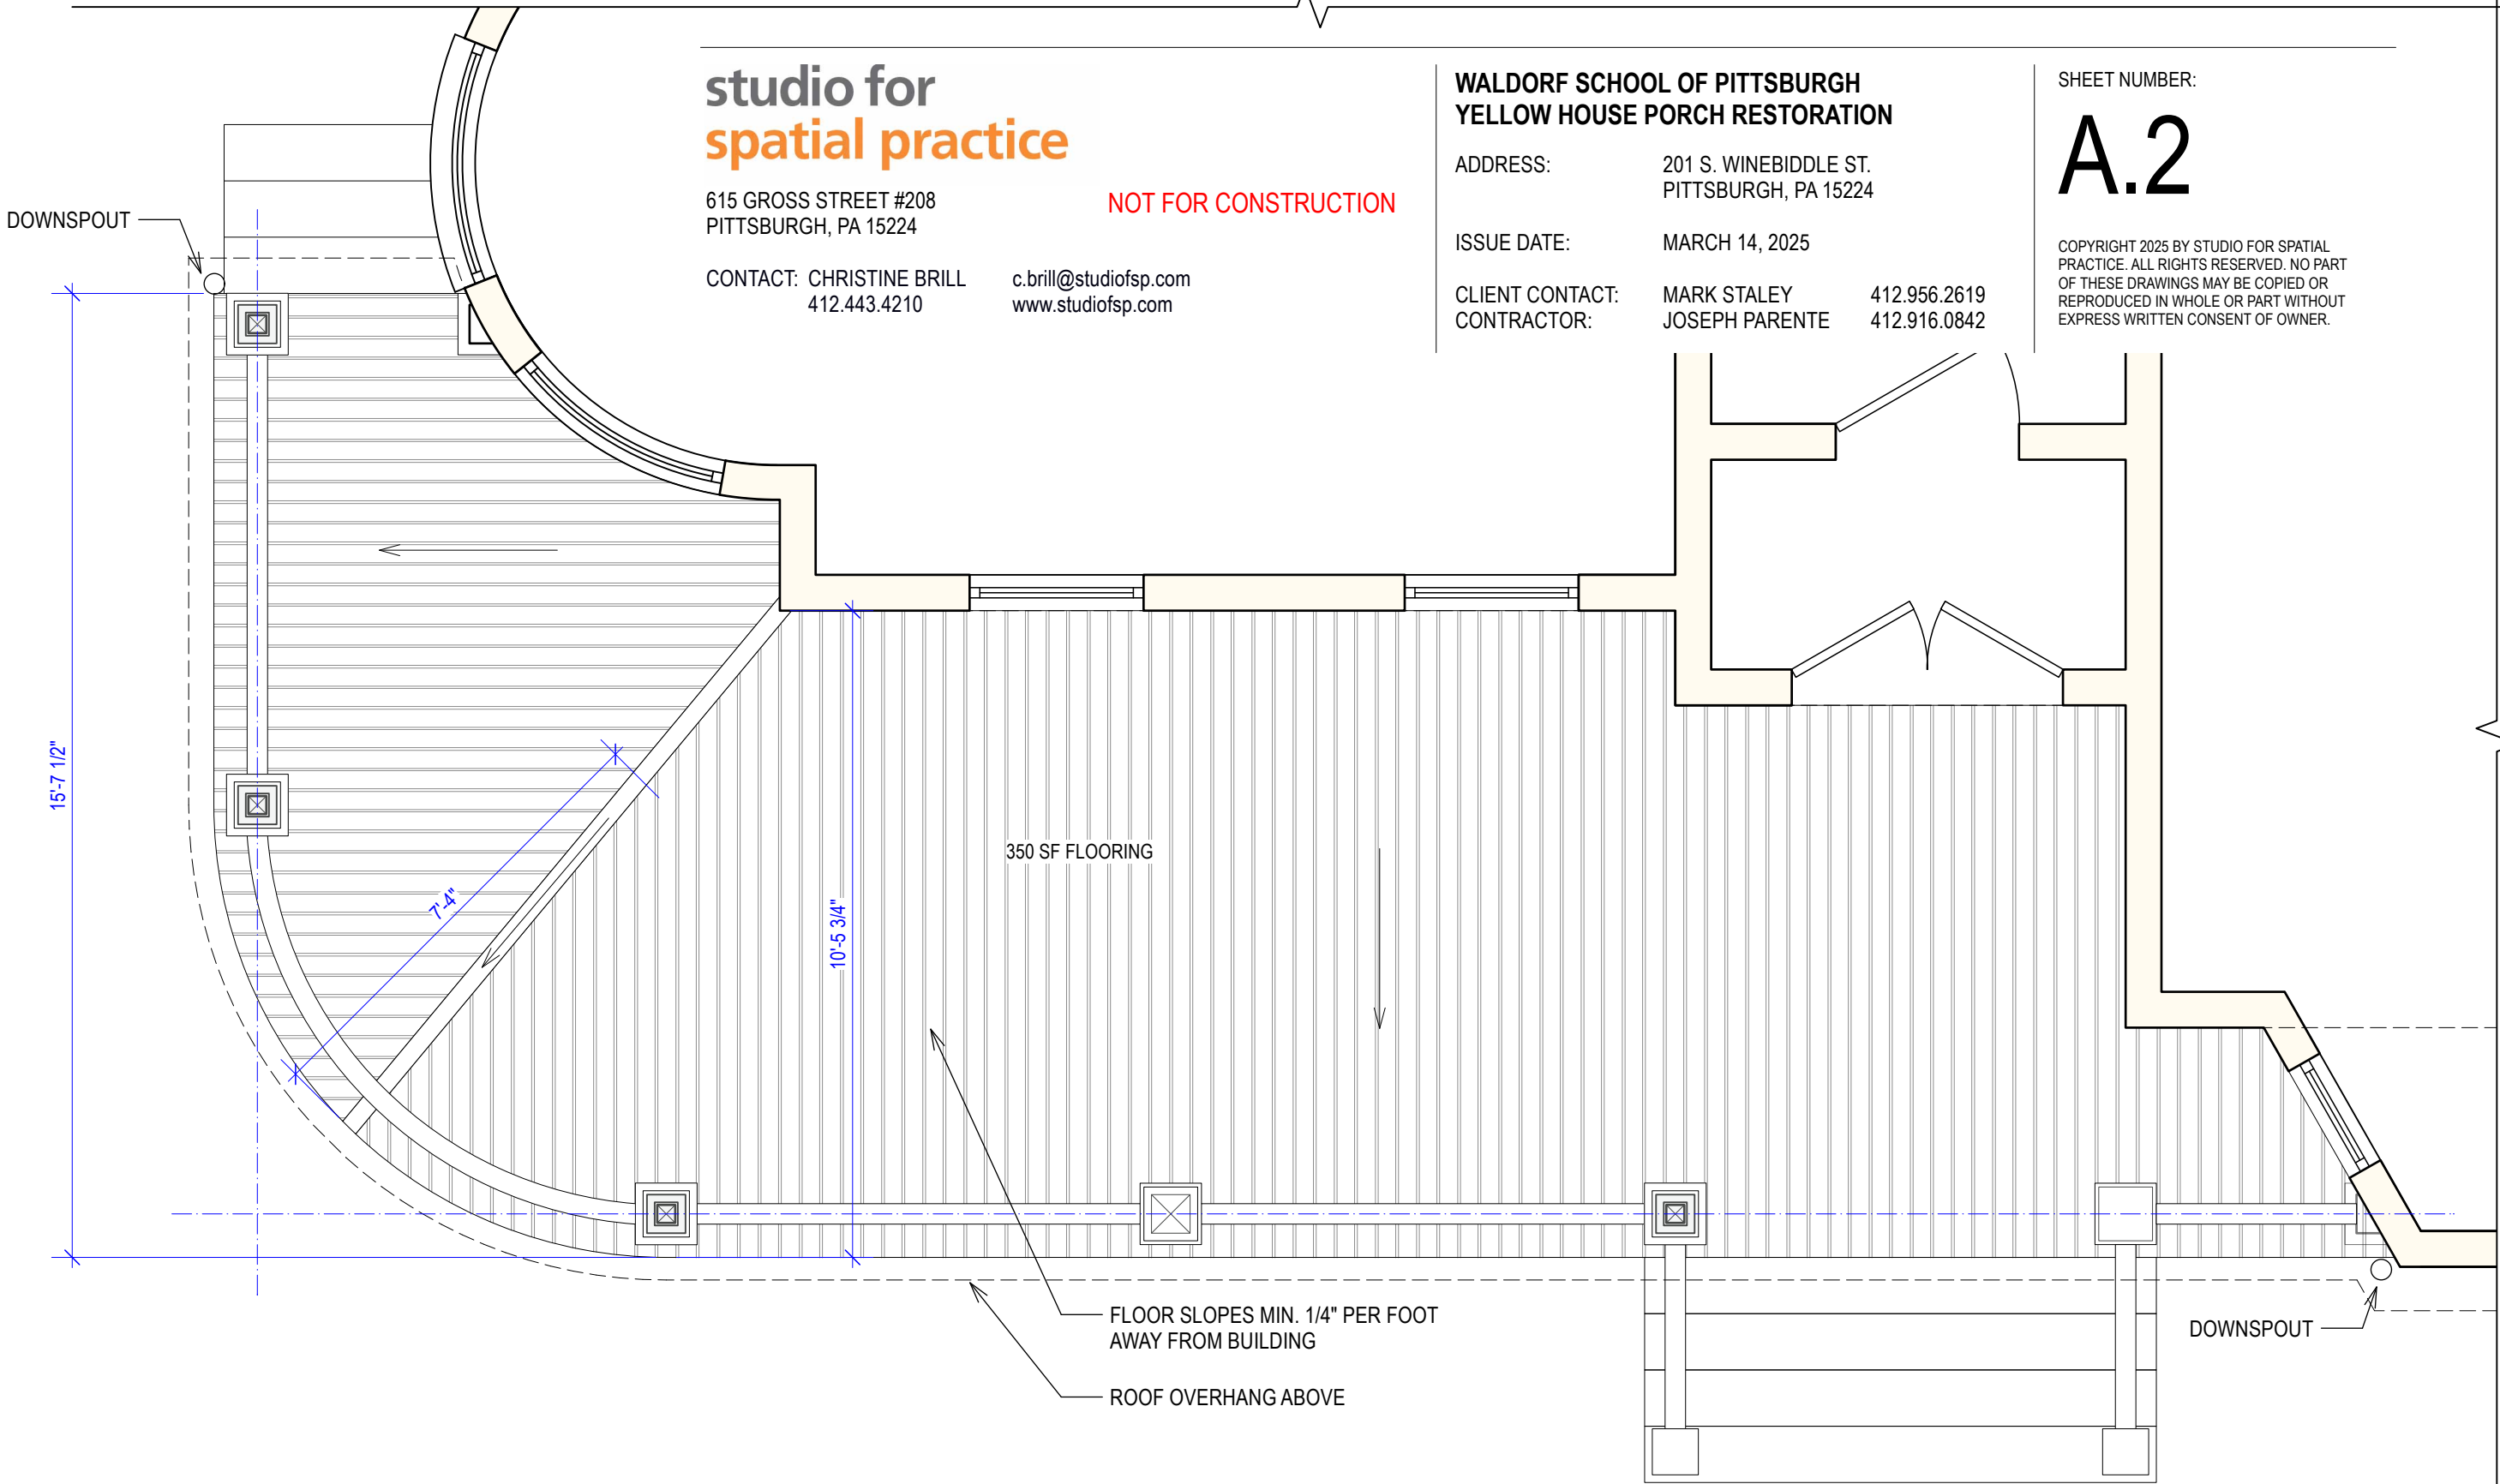 studio for
spatial practice
615 GROSS STREET #208
PITTSBURGH, PA 15224
NOT FOR CONSTRUCTION
CONTACT: CHRISTINE BRILL c.brill@studiofsp.com
412.443.4210 www.studiofsp.com
WALDORF SCHOOL OF PITTSBURGH
YELLOW HOUSE PORCH RESTORATION
ADDRESS: 201 S. WINEBIDDLE ST.
PITTSBURGH, PA 15224
ISSUE DATE: MARCH 14, 2025
CLIENT CONTACT: MARK STALEY 412.956.2619
CONTRACTOR: JOSEPH PARENTE 412.916.0842
SHEET NUMBER:
A.2
COPYRIGHT 2025 BY STUDIO FOR SPATIAL
PRACTICE. ALL RIGHTS RESERVED. NO PART
OF THESE DRAWINGS MAY BE COPIED OR
REPRODUCED IN WHOLE OR PART WITHOUT
EXPRESS WRITTEN CONSENT OF OWNER.
DOWNSPOUT
15'-7 1/2"
7'-4"
10'-5 3/4"
350 SF FLOORING
FLOOR SLOPES MIN. 1/4" PER FOOT
AWAY FROM BUILDING
ROOF OVERHANG ABOVE
DOWNSPOUT